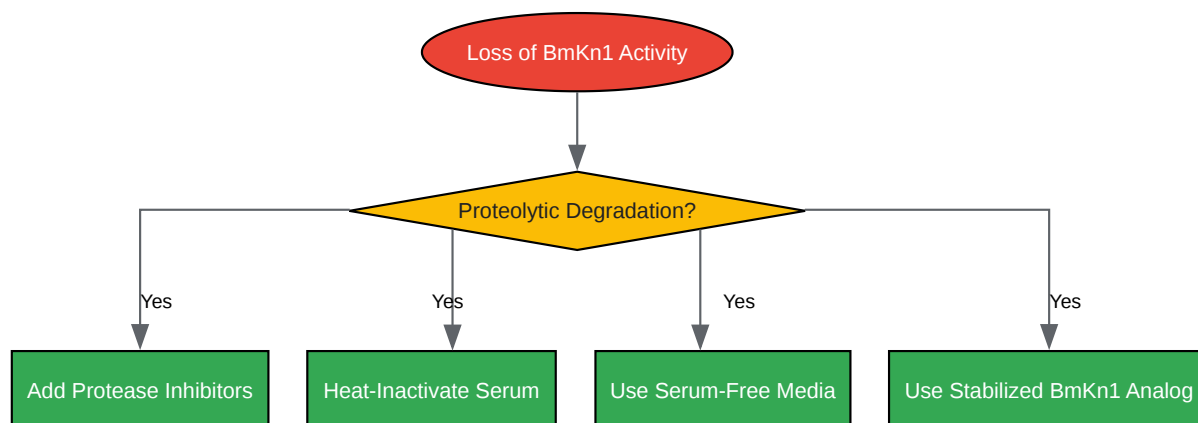 Loss of BmKn1 Activity
Proteolytic Degradation?
Yes
Yes
Yes
Yes
Add Protease Inhibitors
Heat-Inactivate Serum
Use Serum-Free Media
Use Stabilized BmKn1 Analog